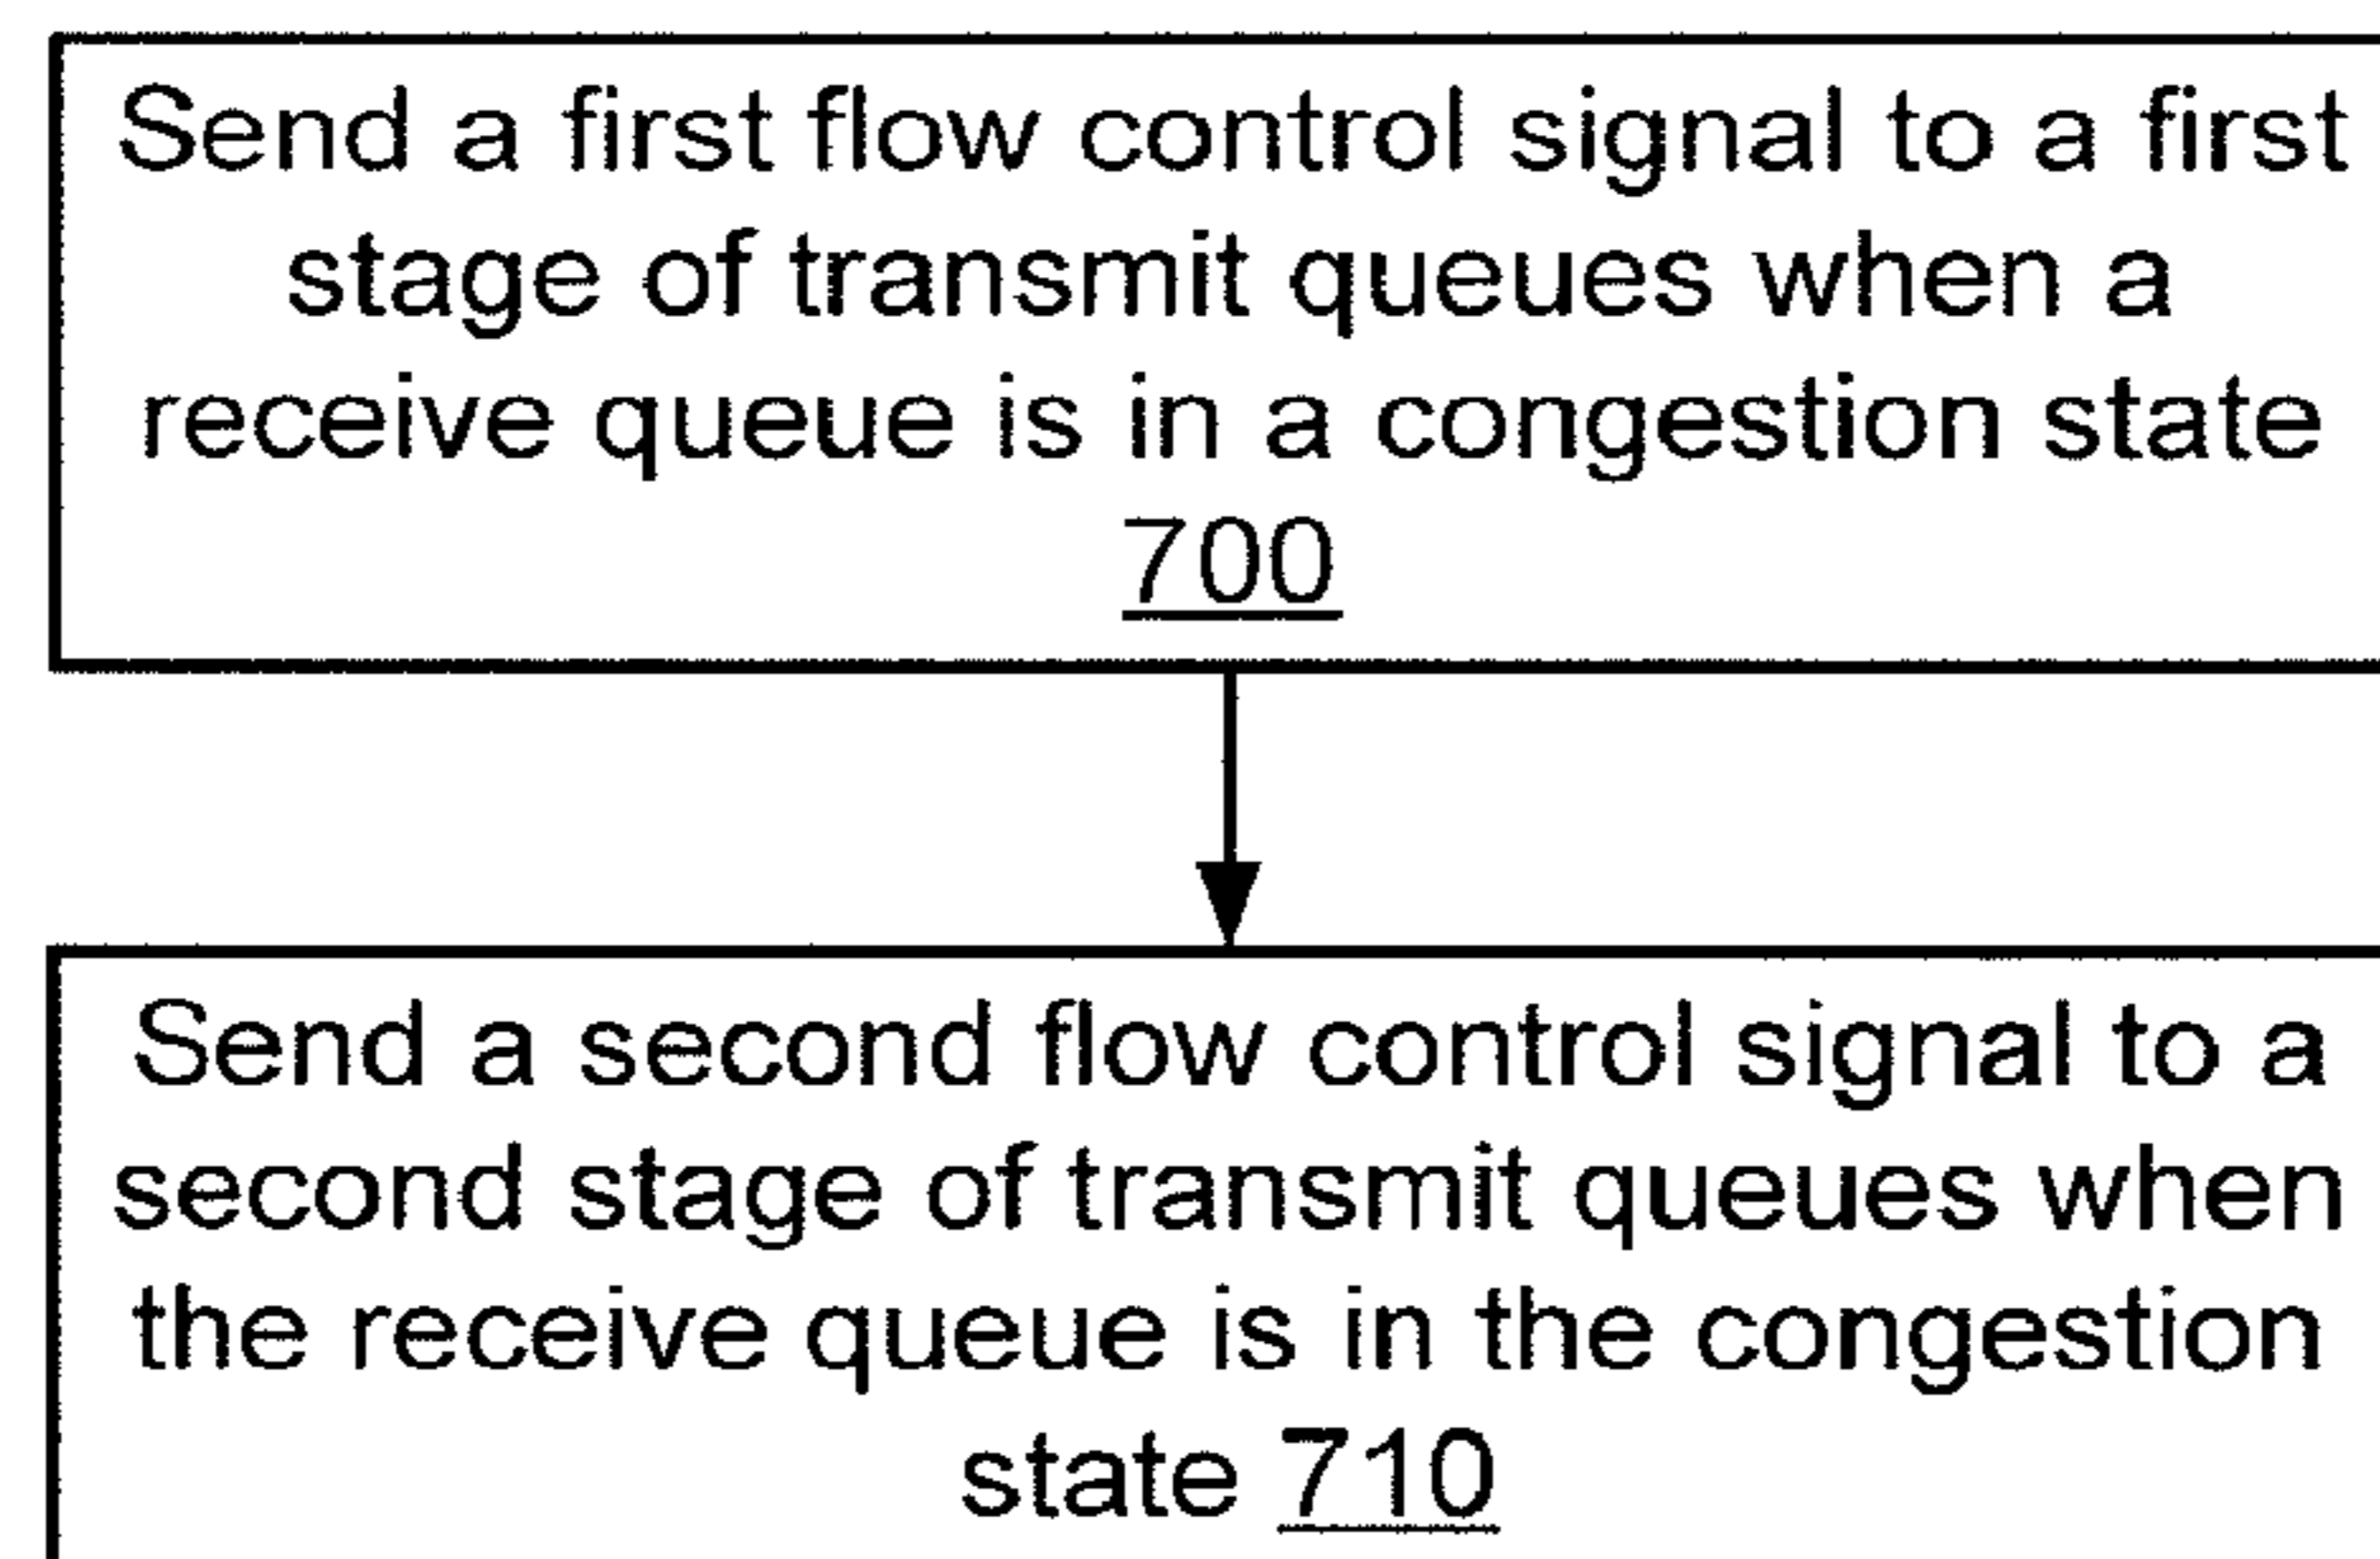 Send a first flow control signal to a first
stage of transmit queues when a
receive queue is in a congestion state
700
Send a second flow control signal to a
second stage of transmit queues when
the receive queue is in the congestion
state 710